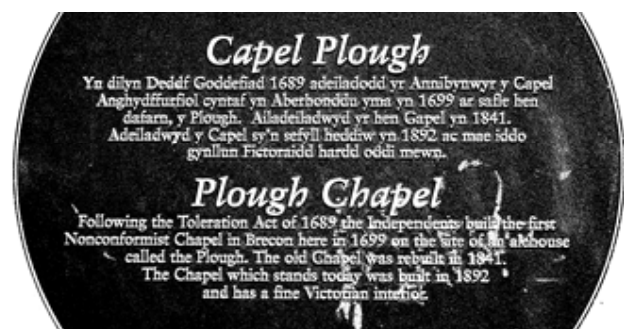 Capel Plough
Yn dilyn Deddf Goddefiad 1689 adeiladodd yr Annibynwyr y Capel
Anghydffurfiol cyntaf yn Aberhonddu yma yn 1699 ar safle hen
dafarn, y Plough. Ailadeiladwyd yr hen Gapel yn 1841.
Adeiladwyd y Capel sy'n sefyll heddiw yn 1892 ac mae iddo
gynllun Fictoraidd hardd oddi mewn.
Plough Chapel
Following the Toleration Act of 1689 the Independents built the first
Nonconformist Chapel in Brecon here in 1699 on the site of an alehouse
called the Plough. The old Chapel was rebuilt in 1841.
The Chapel which stands today was built in 1892
and has a fine Victorian interior.